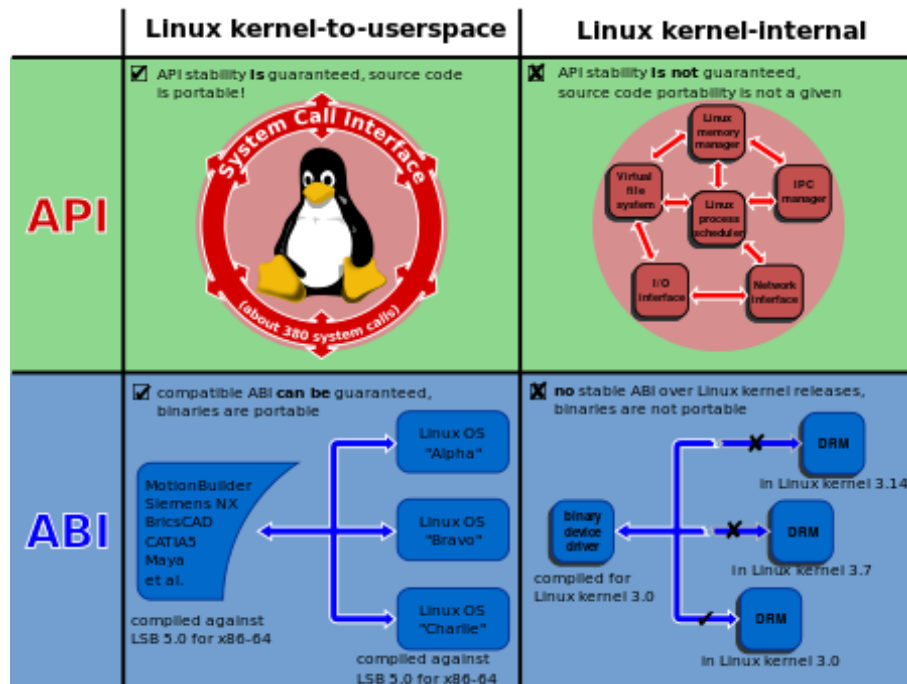 Linux kernel-to-userspace
Linux kernel-internal
API
API stability is guaranteed, source code
is portable!
System Call Interface
(about 380 system calls)
API stability is not guaranteed,
source code portability is not a given
Linux
memory
manager
Virtual
file
system
IPC
manager
Linux
process
scheduler
I/O
interface
Network
interface
ABI
compatible ABI can be guaranteed,
binaries are portable
MotionBuilder
Siemens NX
BricsCAD
CATIA5
Maya
et al.
compiled against
LSB 5.0 for x86-64
Linux OS
"Alpha"
Linux OS
"Bravo"
Linux OS
"Charlie"
compiled against
LSB 5.0 for x86-64
no stable ABI over Linux kernel releases,
binaries are not portable
binary
device
driver
compiled for
Linux kernel 3.0
DRM
in Linux kernel 3.14
DRM
in Linux kernel 3.7
DRM
in Linux kernel 3.0